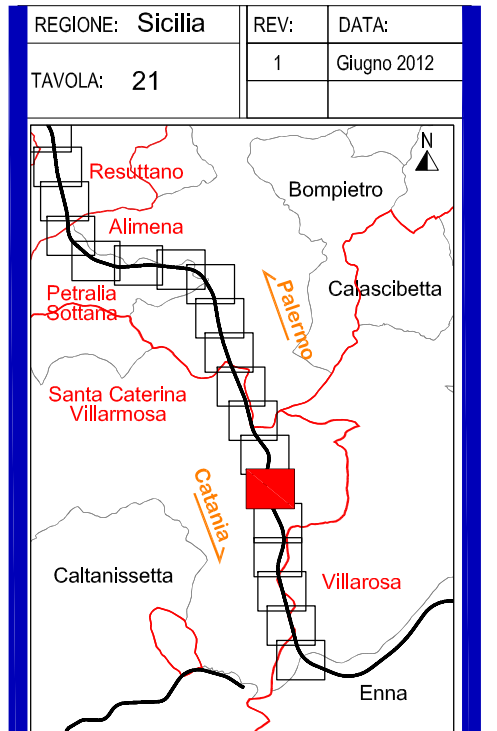 REGIONE: Sicilia
REV:
DATA:
TAVOLA: 21
1
Giugno 2012
N
Resuttano
Bompietro
Alimena
Petralia
Sottana
Palermo
Calascibetta
Santa Caterina
Villarmosa
Catania
Caltanissetta
Villarosa
Enna